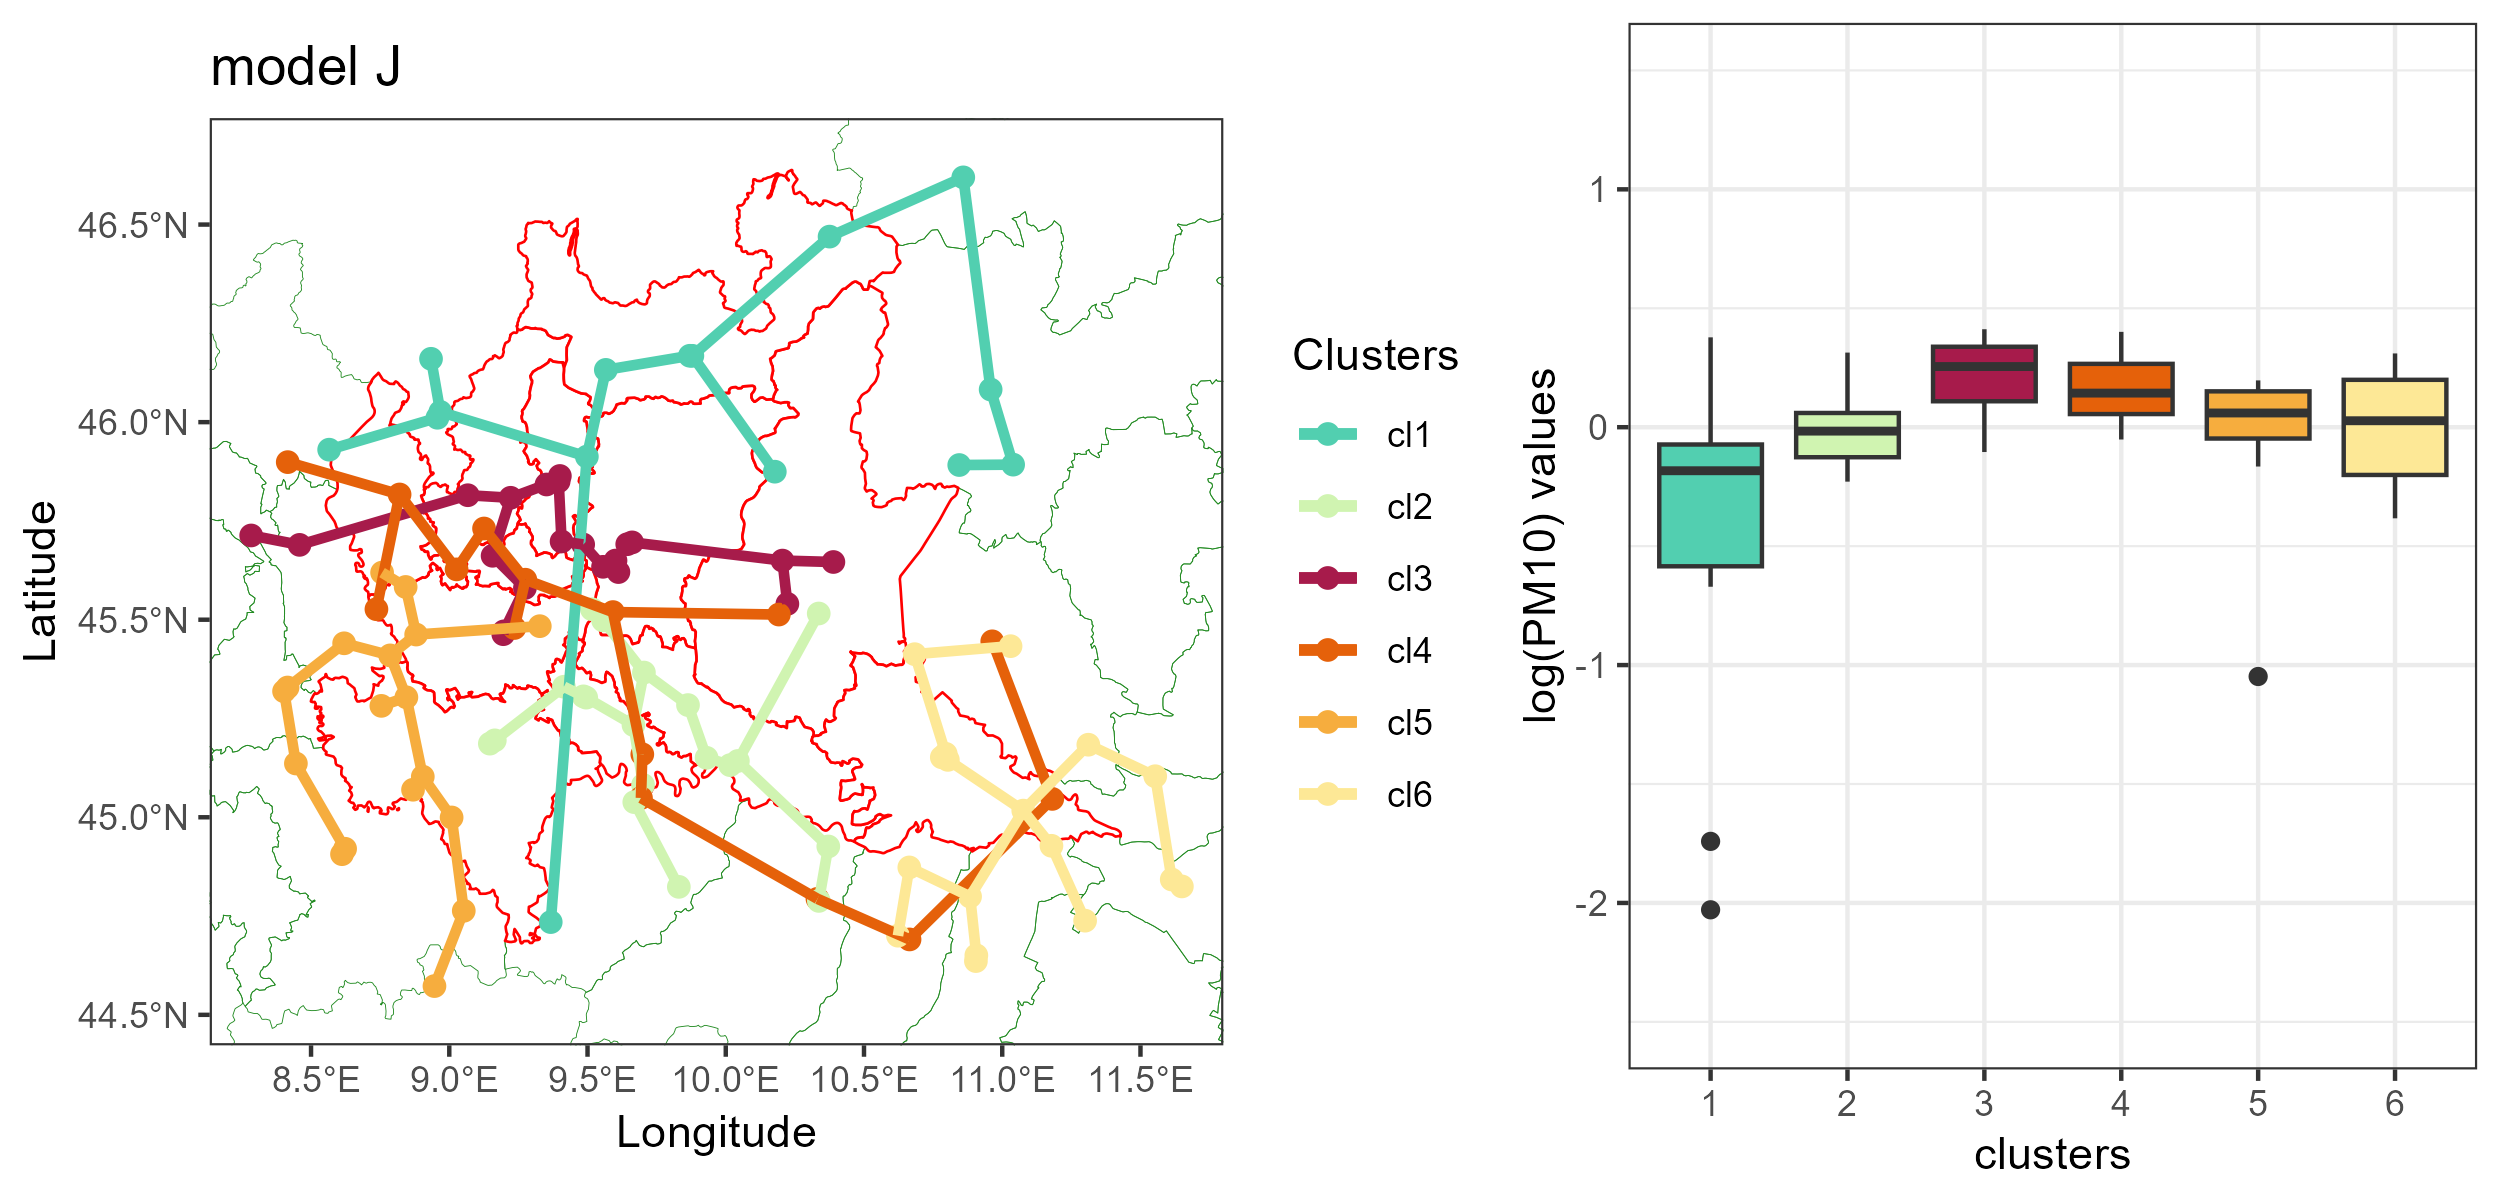 model J
46.5°N
46.0°N
45.5°N
45.0°N
44.5°N
Latitude
8.5°E 9.0°E 9.5°E 10.0°E 10.5°E 11.0°E 11.5°E
Longitude
Clusters
cl1
cl2
cl3
cl4
cl5
cl6
log(PM10) values
1
0
-1
-2
1 2 3 4 5 6
clusters